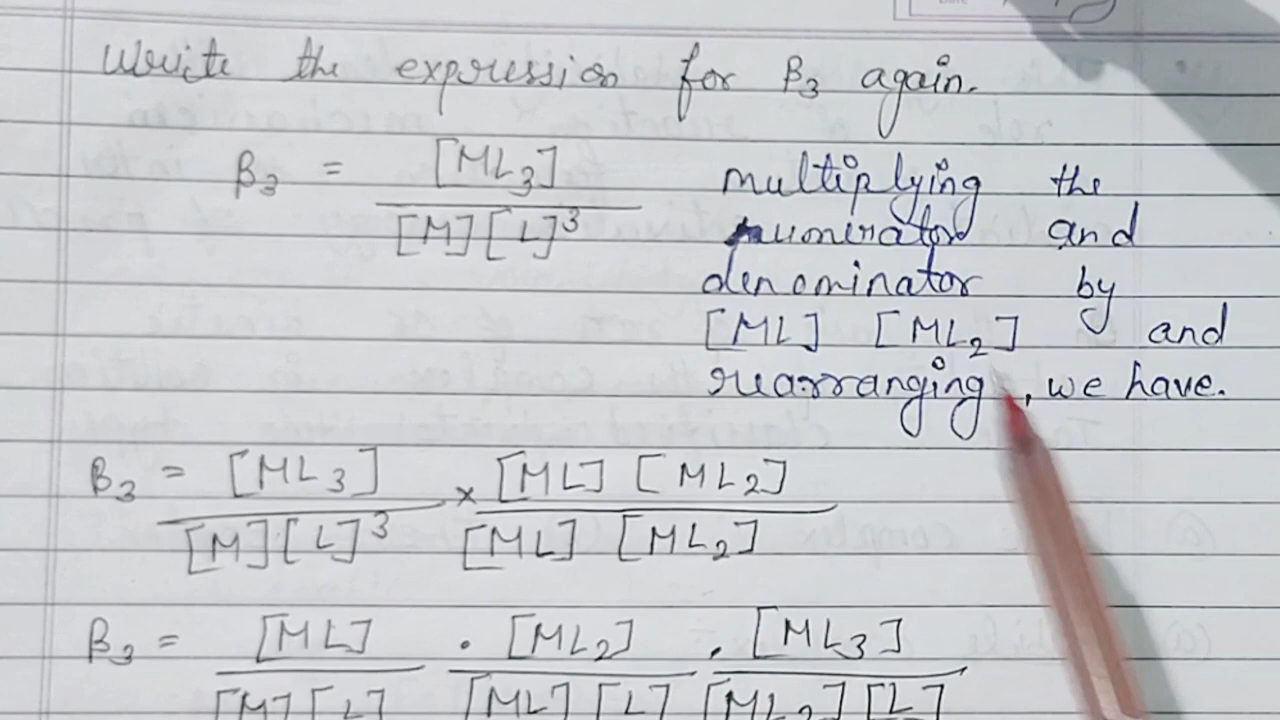 Write the expression for β₃ again.
β₃ = [ML₃] / [M][L]³
multiplying the
numerator and
denominator by
[ML] [ML₂] and
rearranging, we have.
β₃ = [ML₃] / [M][L]³ × [ML] [ML₂] / [ML] [ML₂]
β₃ = [ML] / [M][L] . [ML₂] / [ML][L] . [ML₃] / [ML₂][L]